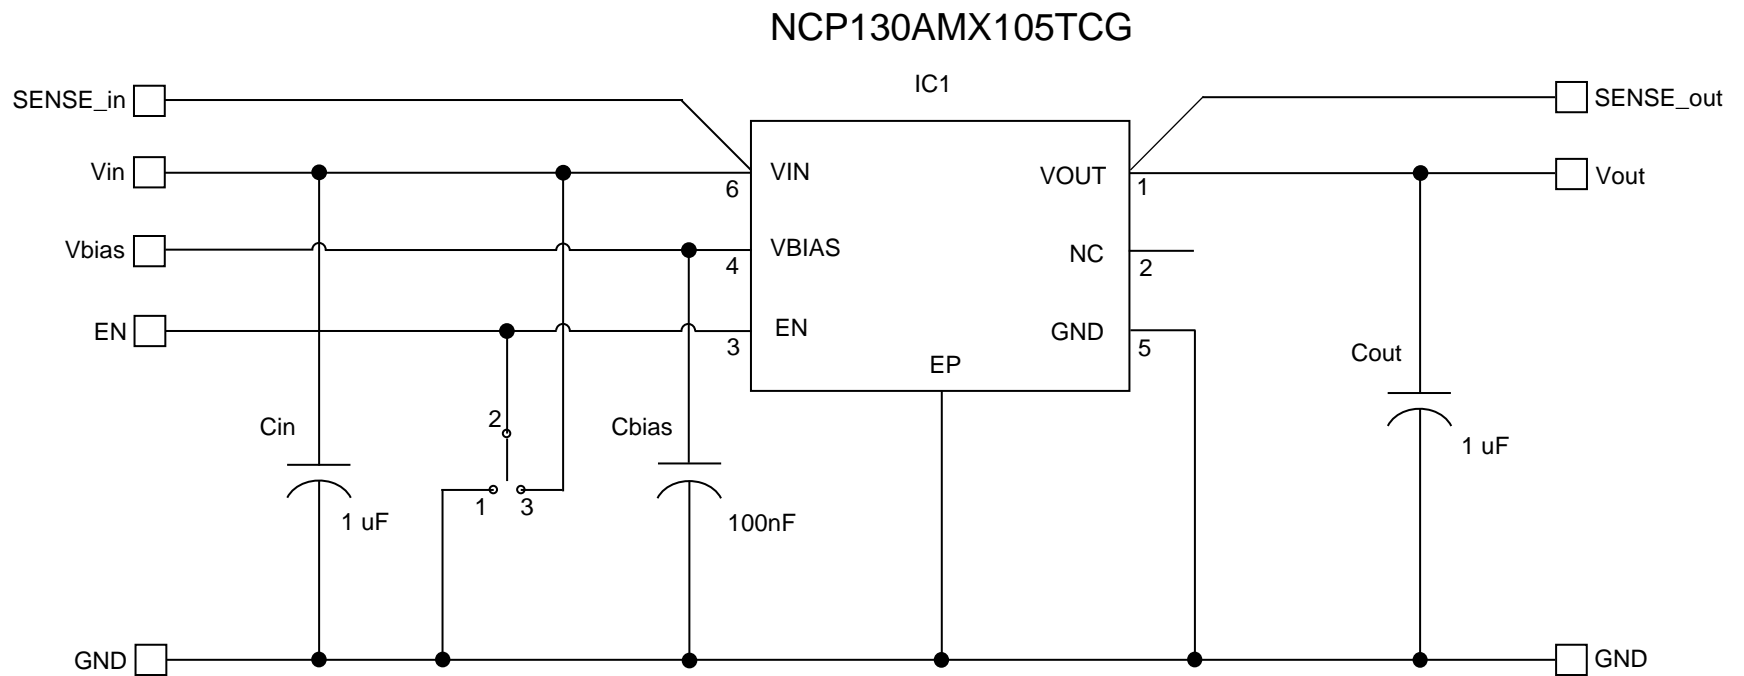 NCP130AMX105TCG
IC1
SENSE_in
SENSE_out
Vin
VIN
6
VOUT
1
Vout
Vbias
VBIAS
4
NC
2
EN
EN
3
GND
5
EP
Cout
1 uF
Cin
2
Cbias
1
3
1 uF
100nF
GND
GND